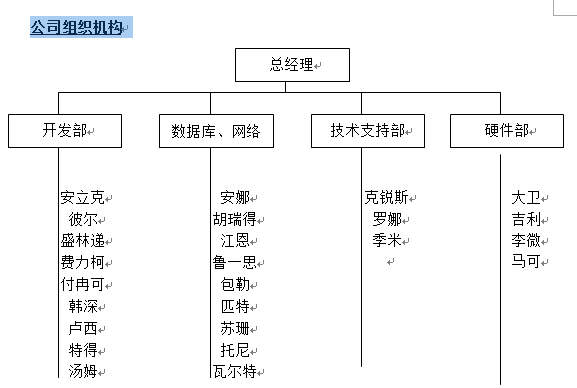 公司组织机构
总经理
开发部
数据库、网络
技术支持部
硬件部
安立克
彼尔
盛林递
费力柯
付冉可
韩深
卢西
特得
汤姆
安娜
胡瑞得
江恩
鲁一思
包勒
匹特
苏珊
托尼
瓦尔特
克锐斯
罗娜
季米
大卫
吉利
李微
马可